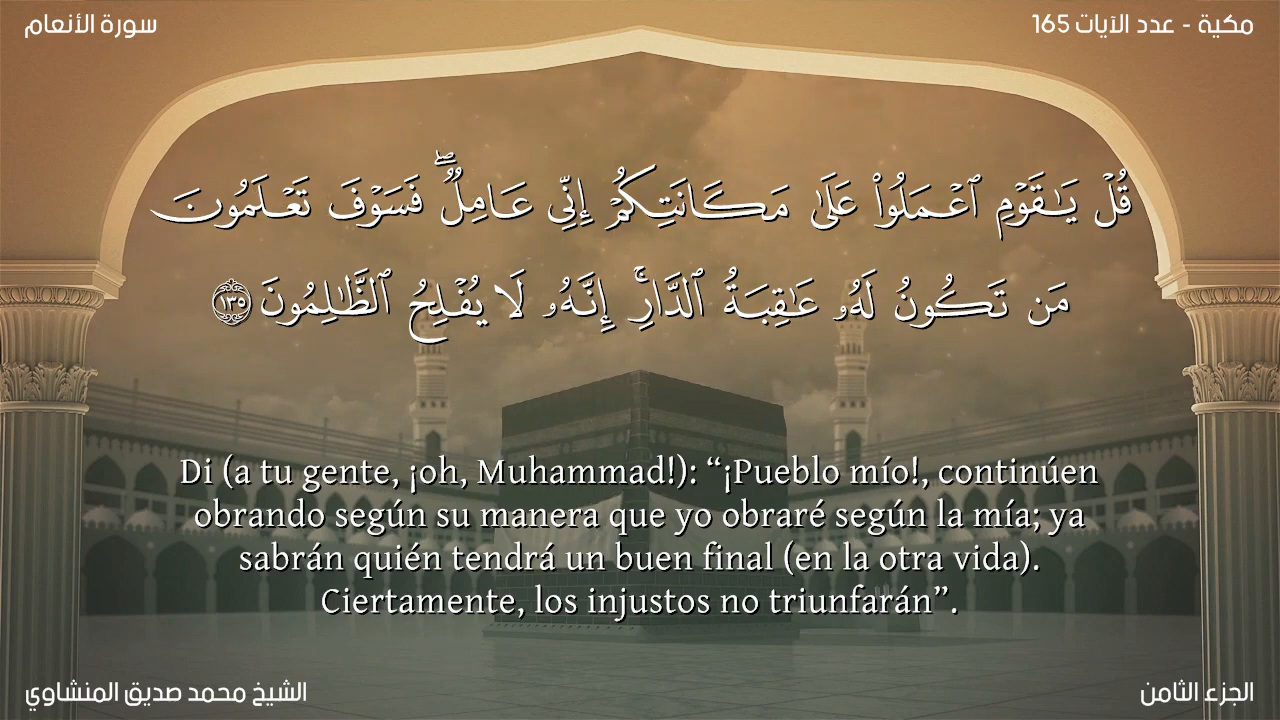 مكية - عدد الآيات 165
سورة الأنعام
قُلْ يَـٰقَوْمِ ٱعْمَلُوا۟ عَلَىٰ مَكَانَتِكُمْ إِنِّى عَامِلٌ ۖ فَسَوْفَ تَعْلَمُونَ
مَن تَكُونُ لَهُۥ عَـٰقِبَةُ ٱلدَّارِ ۚ إِنَّهُۥ لَا يُفْلِحُ ٱلظَّـٰلِمُونَ ١٣٥
Di (a tu gente, ¡oh, Muhammad!): “¡Pueblo mío!, continúen
obrando según su manera que yo obraré según la mía; ya
sabrán quién tendrá un buen final (en la otra vida).
Ciertamente, los injustos no triunfarán”.
الجزء الثامن
الشيخ محمد صديق المنشاوي